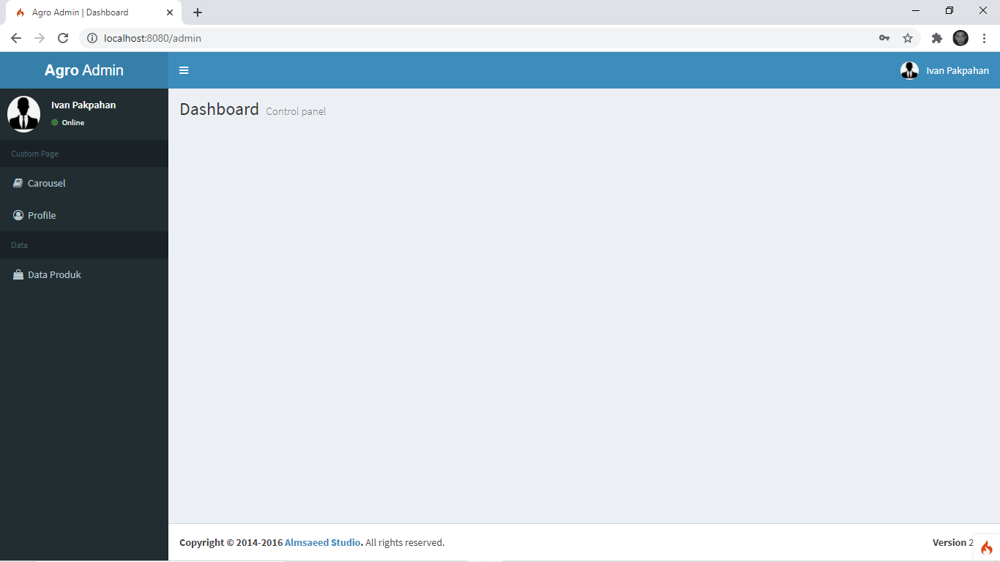 Agro Admin | Dashboard
localhost:8080/admin
Agro Admin
Ivan Pakpahan
Ivan Pakpahan
Online
Dashboard Control panel
Custom Page
Carousel
Profile
Data
Data Produk
Copyright © 2014-2016 Almsaeed Studio. All rights reserved.
Version 2